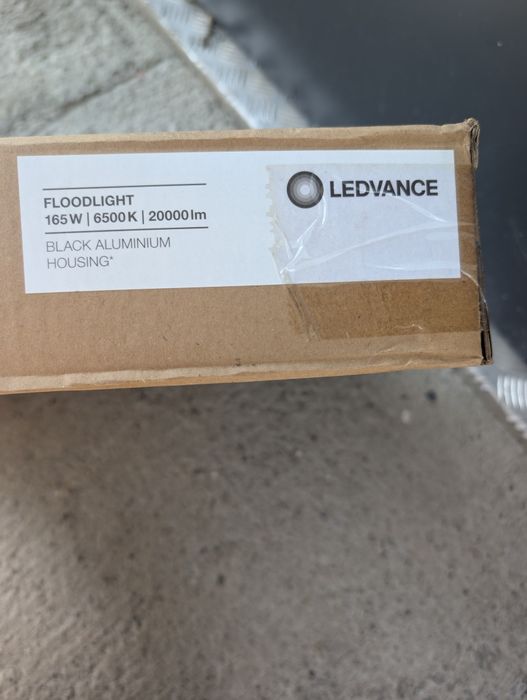 FLOODLIGHT
165W | 6500K | 20000lm
BLACK ALUMINIUM
HOUSING*
LEDVANCE